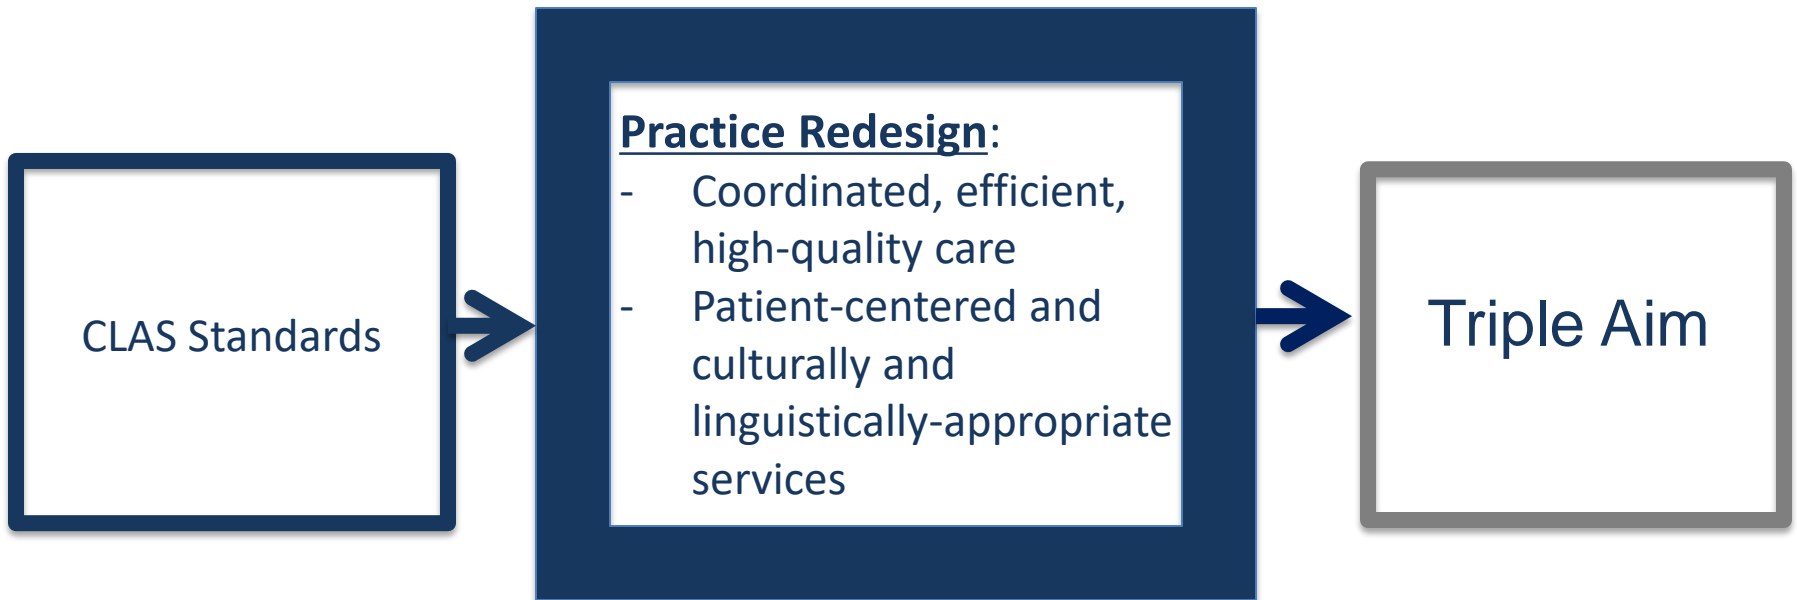 CLAS Standards
Practice Redesign:
- Coordinated, efficient,
high-quality care
- Patient-centered and
culturally and
linguistically-appropriate
services
Triple Aim